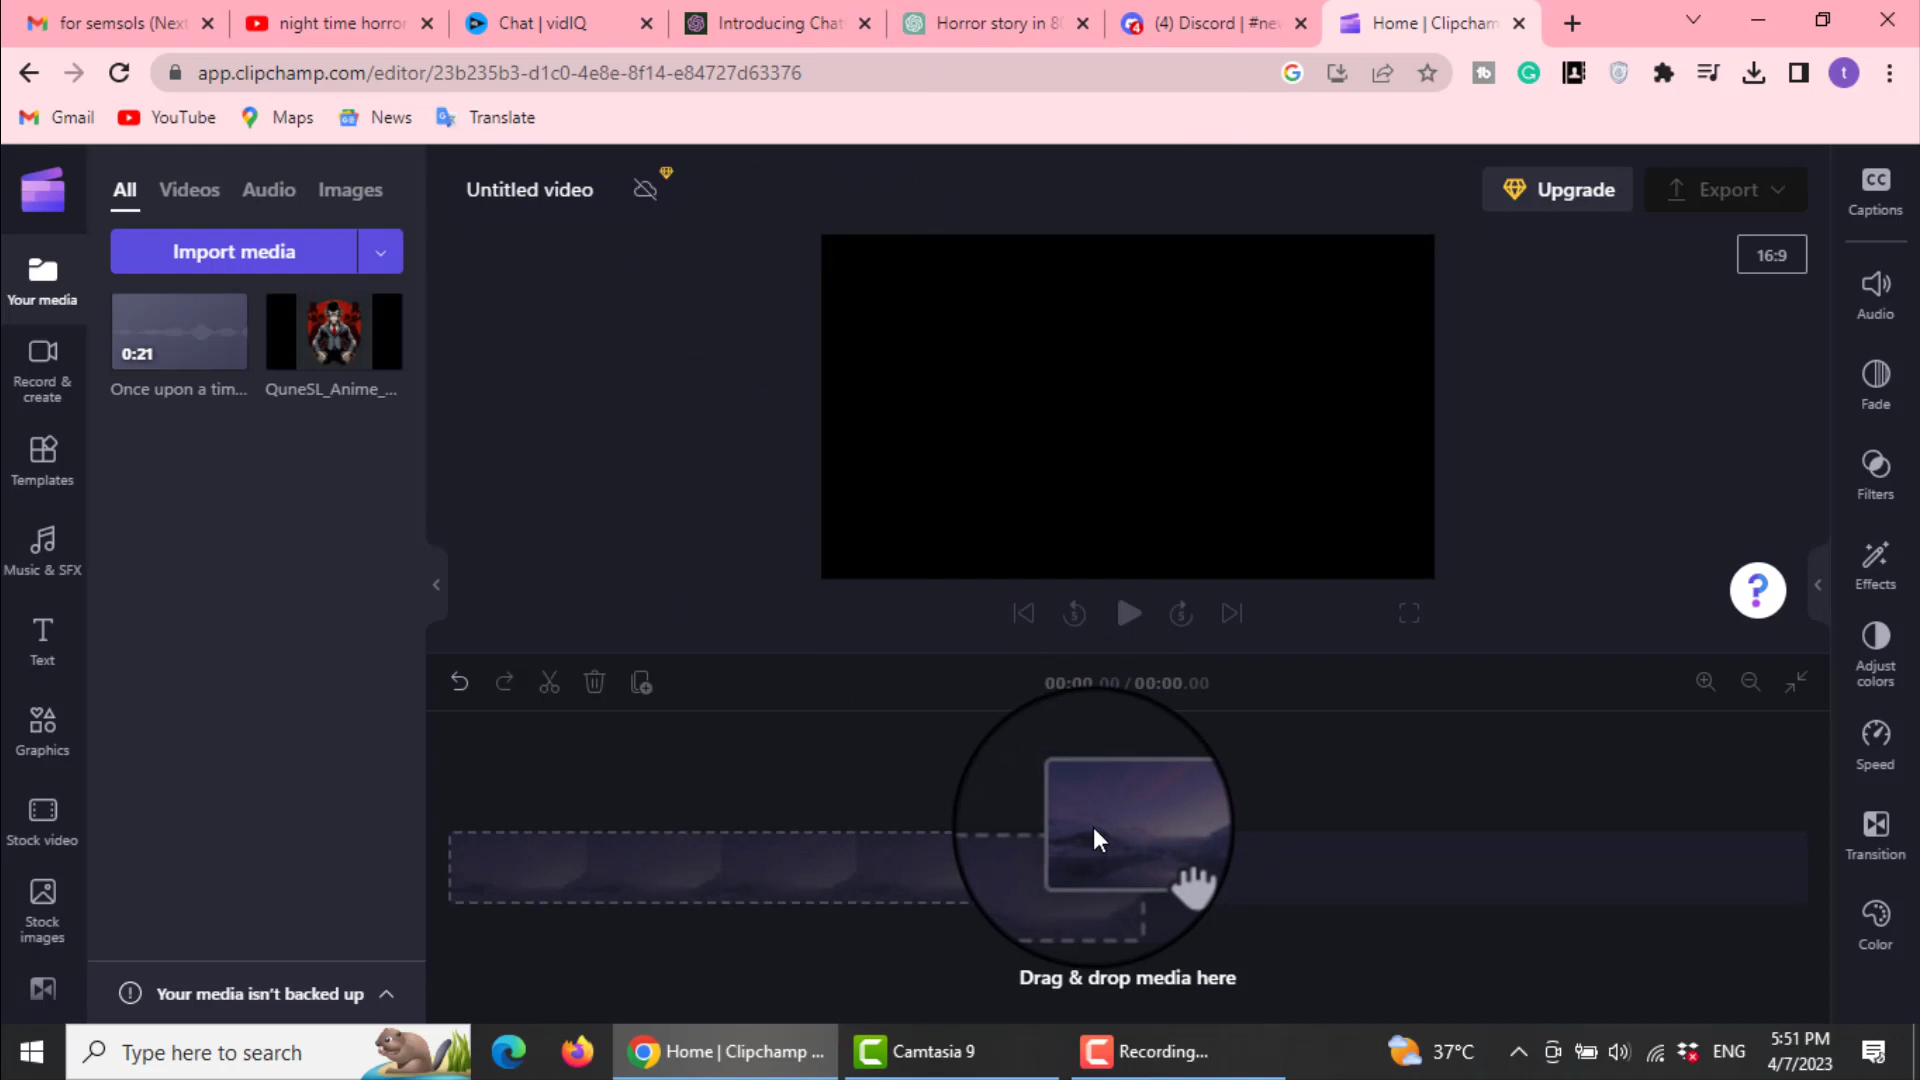 for semsols (Nex
night time horror
Chat | vidIQ
Introducing Chat
Horror story in 80
(4) Discord | #ne
Home | Clipcham
app.clipchamp.com/editor/23b235b3-d1c0-4e8e-8f14-e84727d63376
t
Gmail
YouTube
Maps
News
Translate
All
Videos
Audio
Images
Untitled video
Upgrade
Export
CC
Captions
Import media
16:9
Your media
0:21
Once upon a tim...
QuneSL_Anime_...
Audio
Record &
create
Fade
Templates
Filters
Music & SFX
Effects
?
5
5
Text
Adjust
colors
00:00.00 / 00:00.00
Graphics
Speed
Stock video
Transition
Stock
images
Color
Drag & drop media here
Your media isn't backed up
Type here to search
Home | Clipchamp ...
Camtasia 9
Recording...
37°C
ENG
5:51 PM
4/7/2023